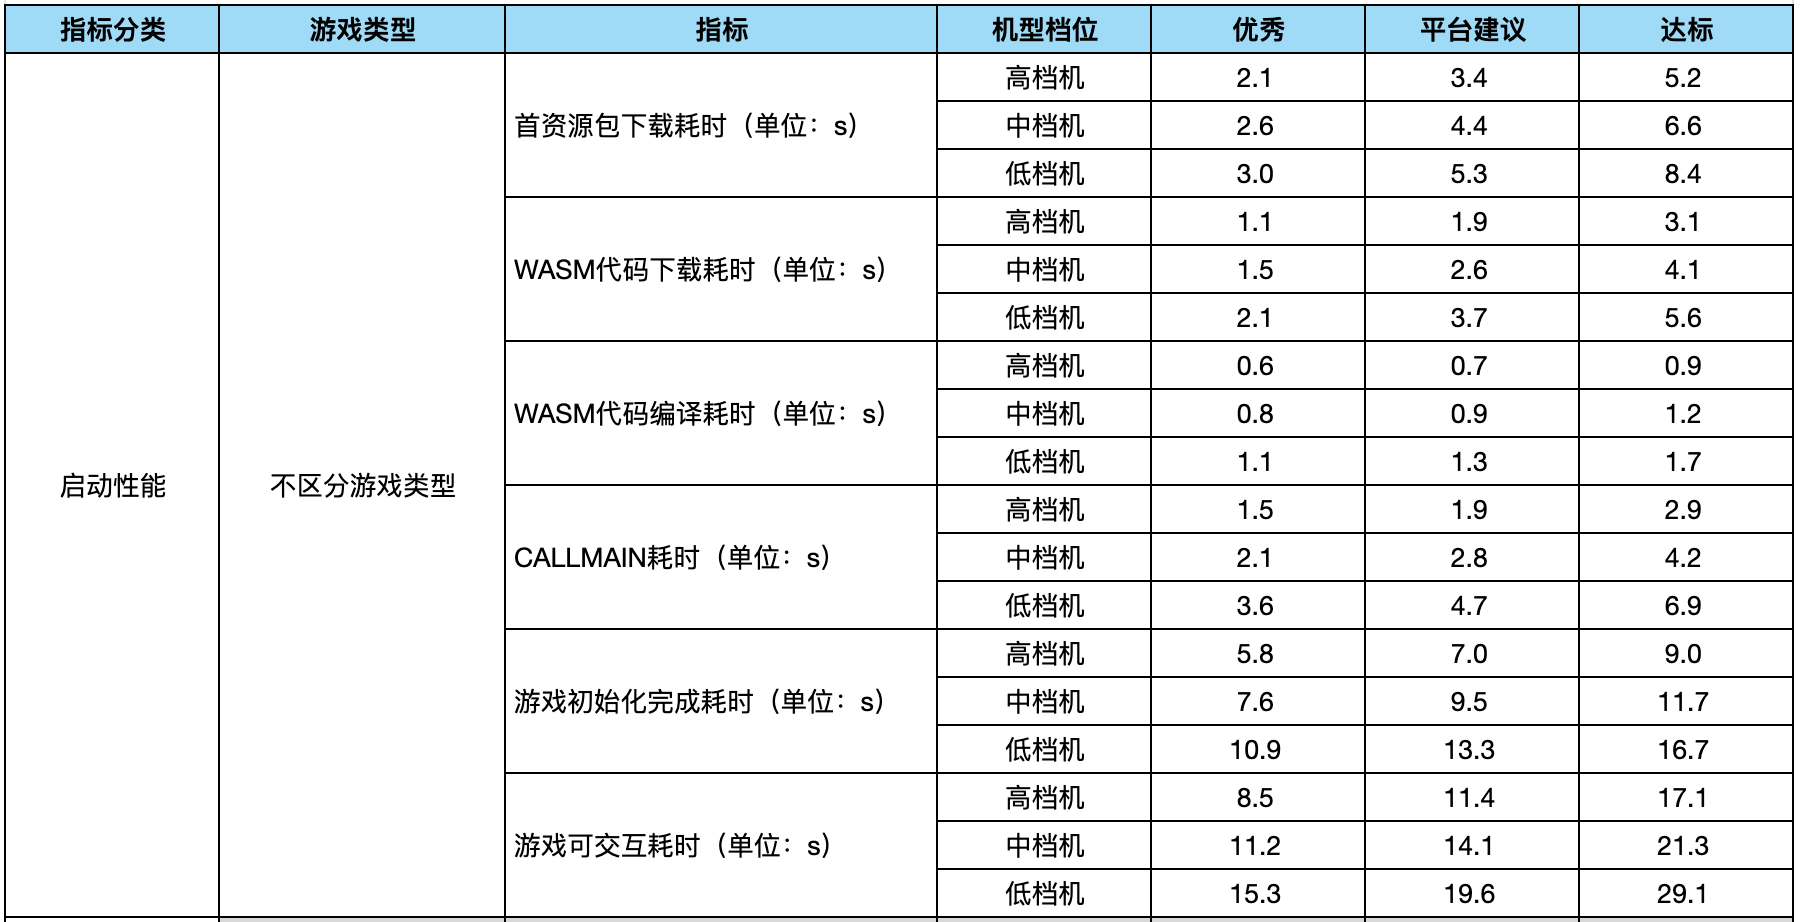 指标分类 游戏类型 指标 机型档位 优秀 平台建议 达标
启动性能 不区分游戏类型 首资源包下载耗时（单位：s） 高档机 2.1 3.4 5.2
中档机 2.6 4.4 6.6
低档机 3.0 5.3 8.4
WASM代码下载耗时（单位：s） 高档机 1.1 1.9 3.1
中档机 1.5 2.6 4.1
低档机 2.1 3.7 5.6
WASM代码编译耗时（单位：s） 高档机 0.6 0.7 0.9
中档机 0.8 0.9 1.2
低档机 1.1 1.3 1.7
CALLMAIN耗时（单位：s） 高档机 1.5 1.9 2.9
中档机 2.1 2.8 4.2
低档机 3.6 4.7 6.9
游戏初始化完成耗时（单位：s） 高档机 5.8 7.0 9.0
中档机 7.6 9.5 11.7
低档机 10.9 13.3 16.7
游戏可交互耗时（单位：s） 高档机 8.5 11.4 17.1
中档机 11.2 14.1 21.3
低档机 15.3 19.6 29.1